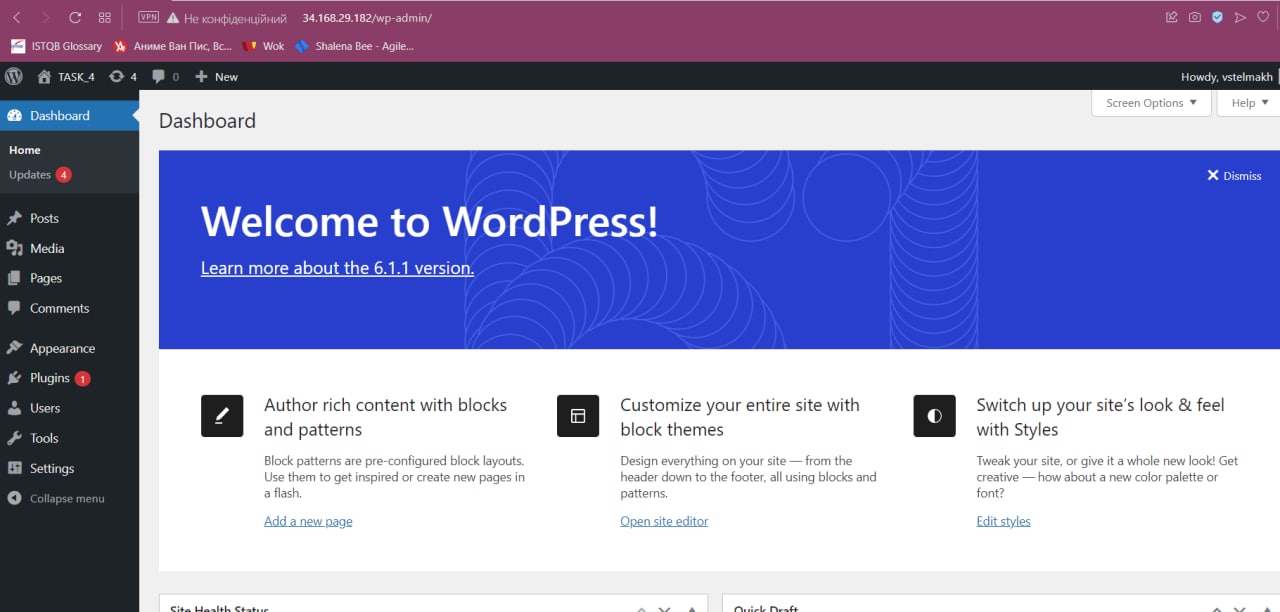 VPN Не конфіденційний 34.168.29.182/wp-admin/
ISTQB Glossary Аниме Ван Пис, Вс... Wok Shalena Bee - Agile...
TASK_4 4 0 New Howdy, vstelmakh
Dashboard
Home
Updates 4
Posts
Media
Pages
Comments
Appearance
Plugins 1
Users
Tools
Settings
Collapse menu
Screen Options Help
Dashboard
Dismiss
Welcome to WordPress!
Learn more about the 6.1.1 version.
Author rich content with blocks
and patterns
Block patterns are pre-configured block layouts.
Use them to get inspired or create new pages in
a flash.
Add a new page
Customize your entire site with
block themes
Design everything on your site — from the
header down to the footer, all using blocks and
patterns.
Open site editor
Switch up your site’s look & feel
with Styles
Tweak your site, or give it a whole new look! Get
creative — how about a new color palette or
font?
Edit styles
Site Health Status
Quick Draft